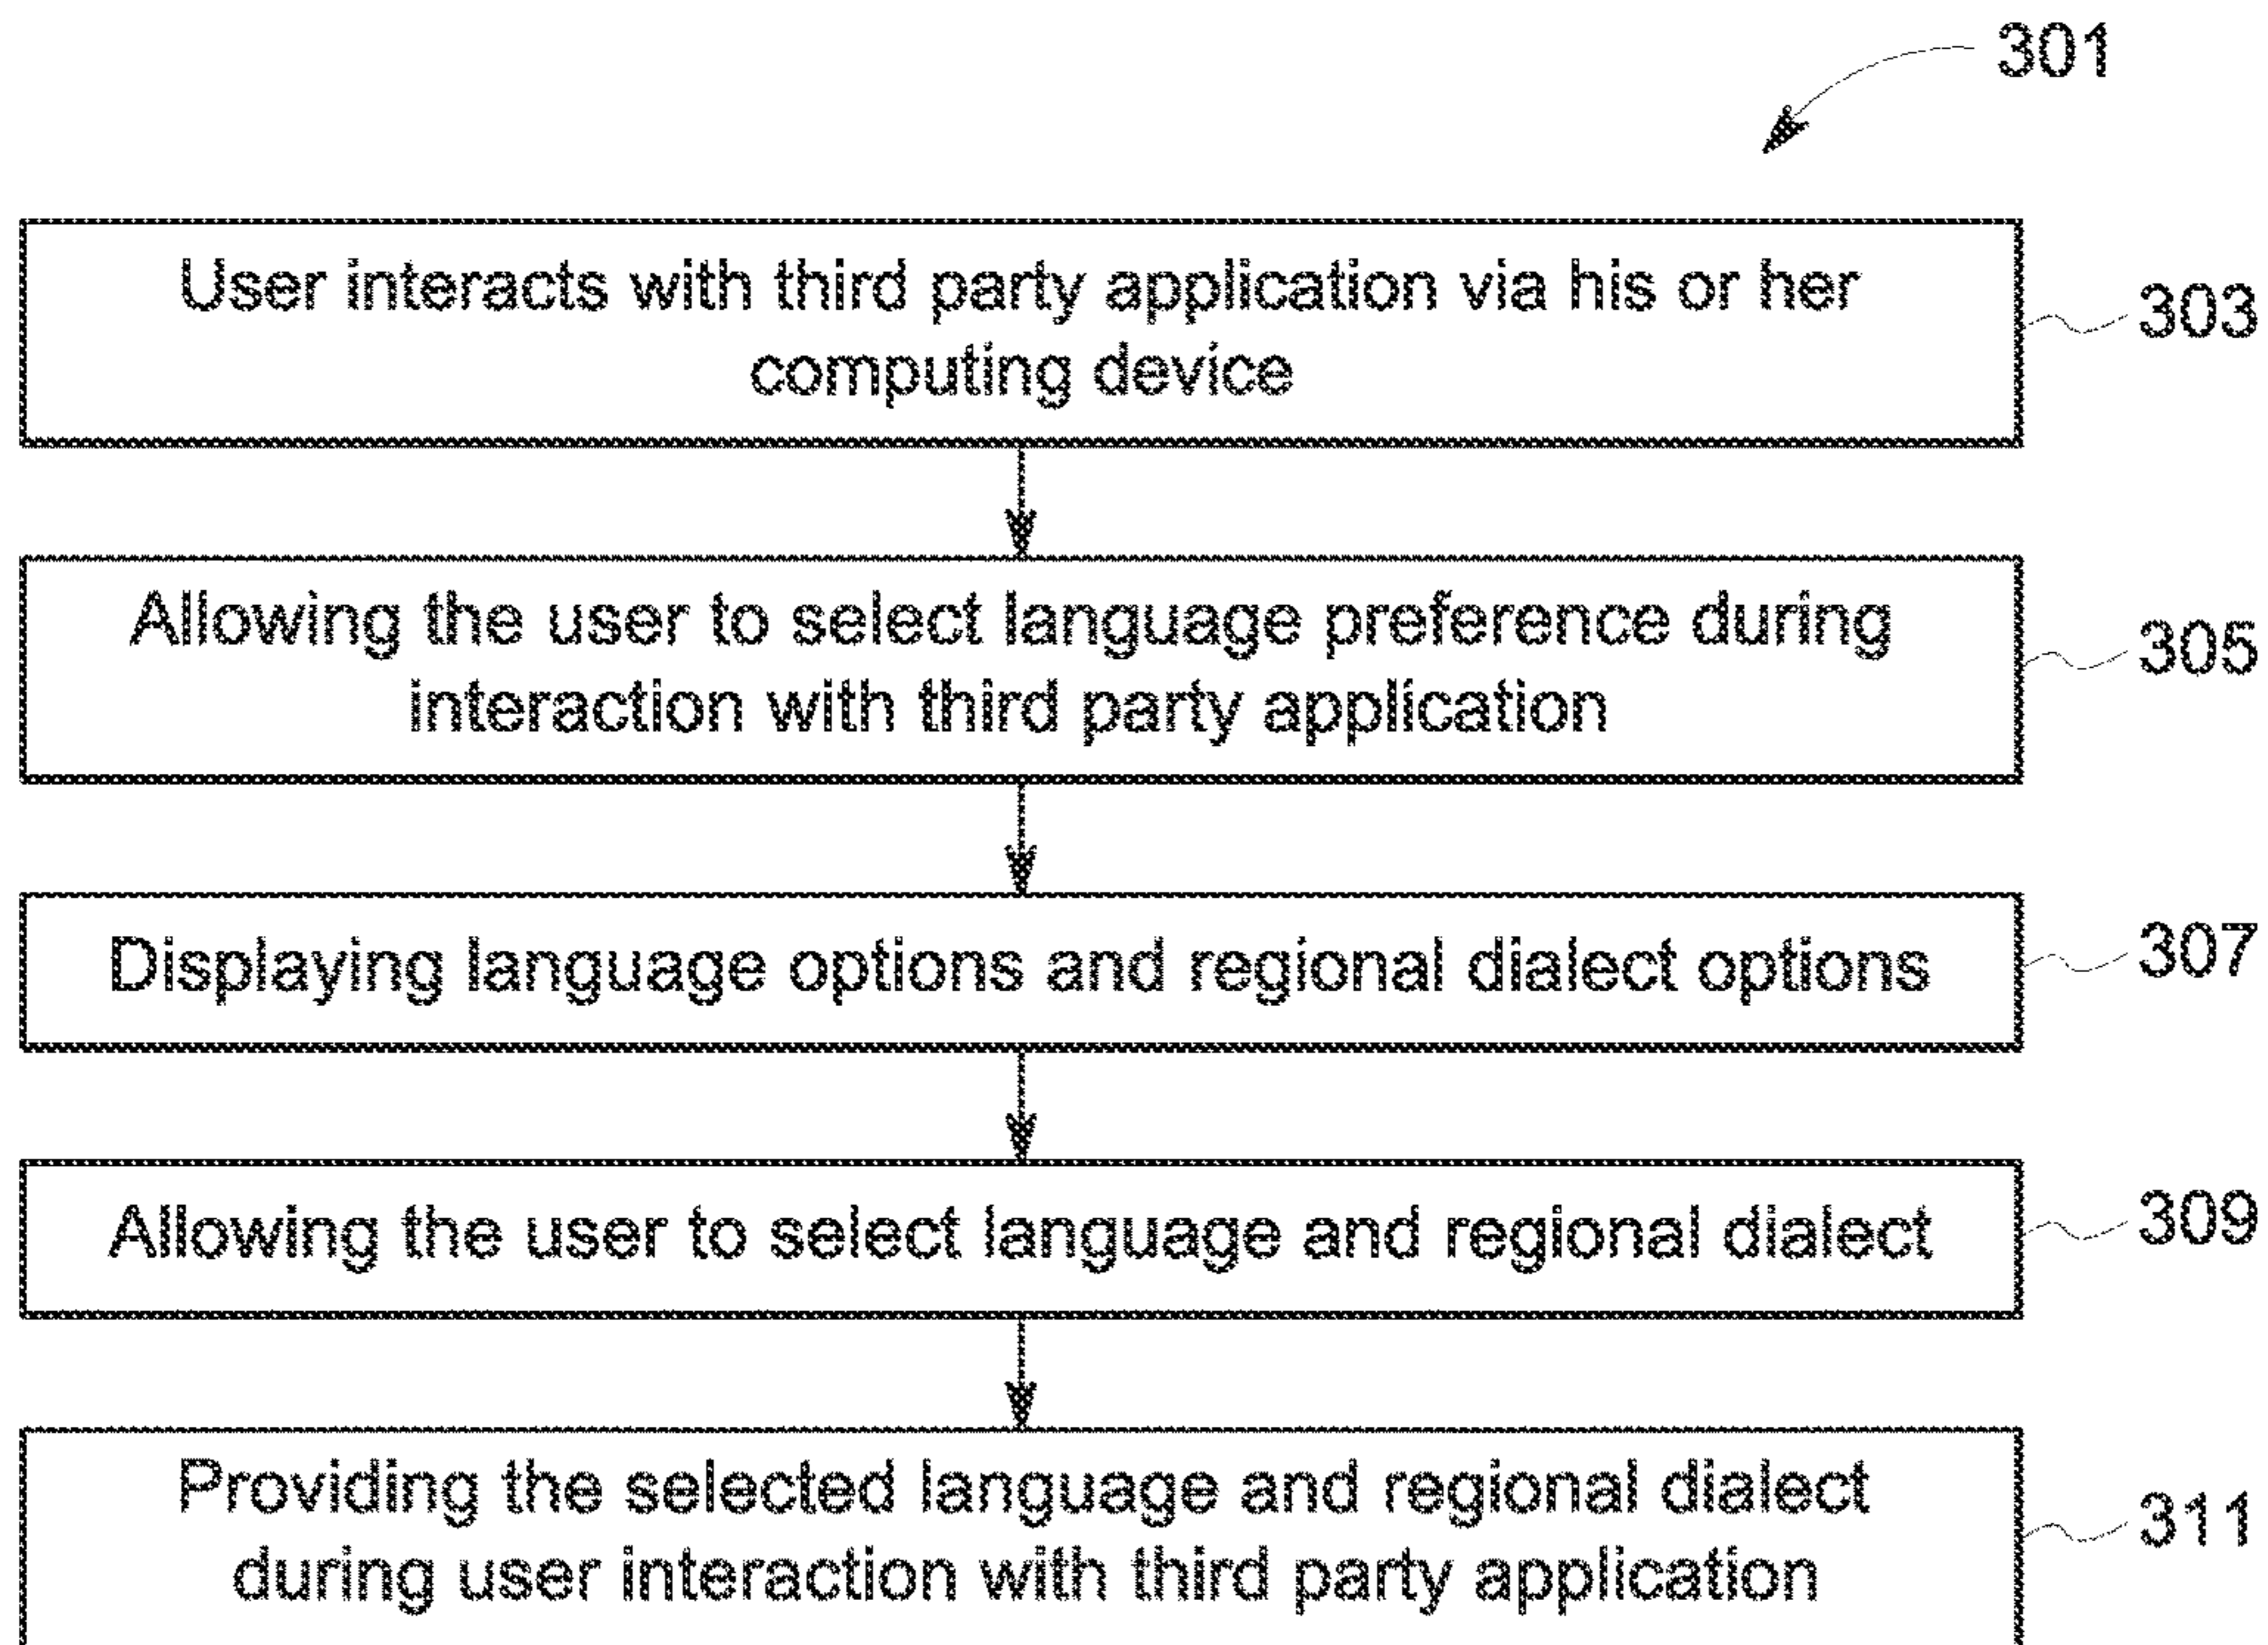 301
User interacts with third party application via his or her
computing device
303
Allowing the user to select language preference during
interaction with third party application
305
Displaying language options and regional dialect options
307
Allowing the user to select language and regional dialect
309
Providing the selected language and regional dialect
during user interaction with third party application
311